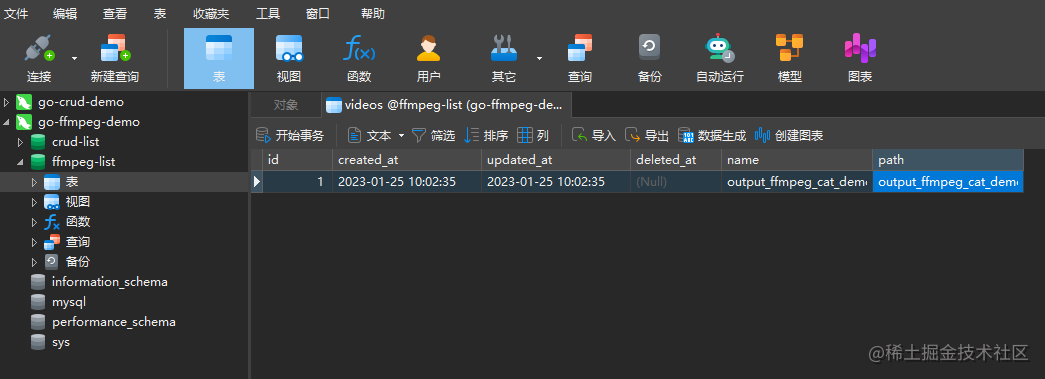 文件 编辑 查看 表 收藏夹 工具 窗口 帮助
连接 新建查询 表 视图 函数 用户 其它 查询 备份 自动运行 模型 图表
go-crud-demo
go-ffmpeg-demo
crud-list
ffmpeg-list
表
视图
函数
查询
备份
information_schema
mysql
performance_schema
sys
对象 videos @ffmpeg-list (go-ffmpeg-de...
开始事务 文本 筛选 排序 列 导入 导出 数据生成 创建图表
id created_at updated_at deleted_at name path
1 2023-01-25 10:02:35 2023-01-25 10:02:35 (Null) output_ffmpeg_cat_demo output_ffmpeg_cat_demo
@稀土掘金技术社区